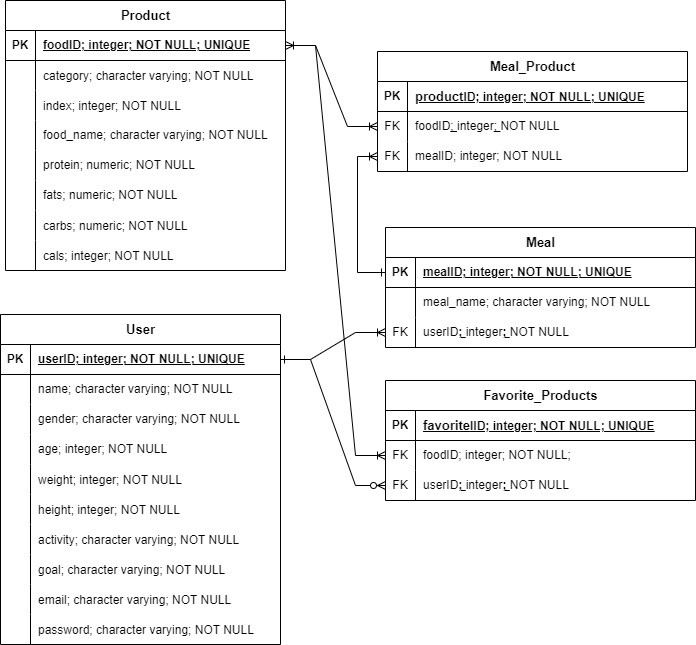 Product
PK foodID; integer; NOT NULL; UNIQUE
category; character varying; NOT NULL
index; integer; NOT NULL
food_name; character varying; NOT NULL
protein; numeric; NOT NULL
fats; numeric; NOT NULL
carbs; numeric; NOT NULL
cals; integer; NOT NULL
Meal_Product
PK productID; integer; NOT NULL; UNIQUE
FK foodID; integer; NOT NULL
FK mealID; integer; NOT NULL
Meal
PK mealID; integer; NOT NULL; UNIQUE
meal_name; character varying; NOT NULL
FK userID; integer; NOT NULL
User
PK userID; integer; NOT NULL; UNIQUE
name; character varying; NOT NULL
gender; character varying; NOT NULL
age; integer; NOT NULL
weight; integer; NOT NULL
height; integer; NOT NULL
activity; character varying; NOT NULL
goal; character varying; NOT NULL
email; character varying; NOT NULL
password; character varying; NOT NULL
Favorite_Products
PK favoriteIID; integer; NOT NULL; UNIQUE
FK foodID; integer; NOT NULL;
FK userID; integer; NOT NULL